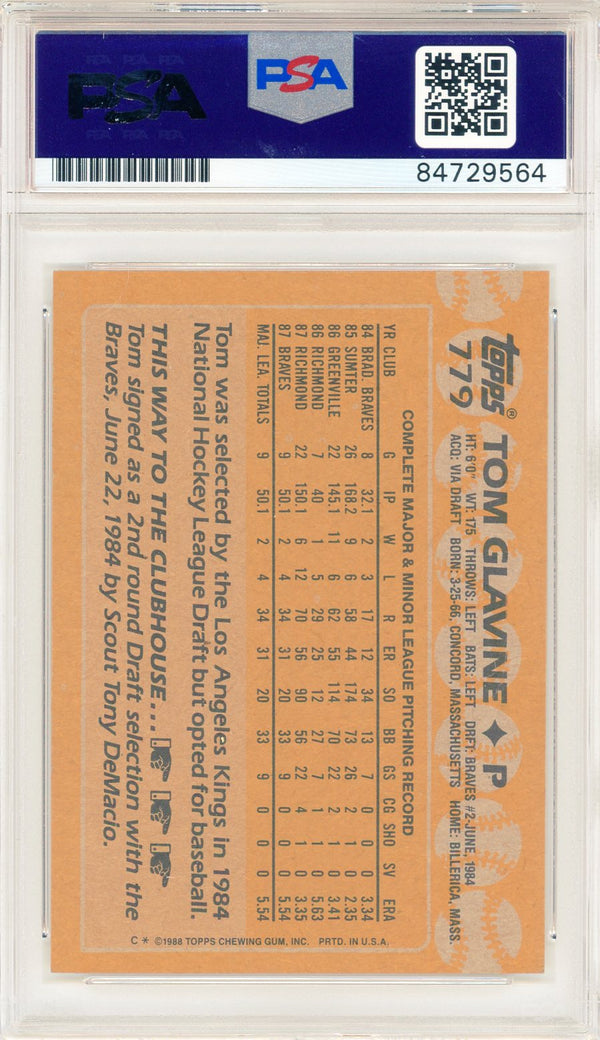 PSA PSA PSA
PSA
PSA PSA PSA
PSA
84729564
topps®
779
TOM GLAVINE ✦ P
HT: 6'0" WT: 175 THROWS: LEFT BATS: LEFT DRFT: BRAVES #2-JUNE, 1984
ACQ: VIA DRAFT BORN: 3-25-66, CONCORD, MASSACHUSETTS HOME: BILLERICA, MASS.
COMPLETE MAJOR & MINOR LEAGUE PITCHING RECORD
YR CLUB G IP W L R ER SO BB GS CG SHO SV ERA
84 BRAD. BRAVES 8 32.1 2 3 17 12 34 13 7 0 0 0 3.34
85 SUMTER 26 168.2 9 6 58 44 174 73 26 2 1 0 2.35
86 GREENVILLE 22 145.1 11 6 62 55 114 70 22 2 1 0 3.41
86 RICHMOND 7 40 1 5 29 25 12 27 7 1 1 0 5.63
87 RICHMOND 22 150.1 6 12 70 56 90 56 22 4 1 0 3.35
87 BRAVES 9 50.1 2 4 34 31 20 33 9 0 0 0 5.54
MAJ. LEA. TOTALS 9 50.1 2 4 34 31 20 33 9 0 0 0 5.54
Tom was selected by the Los Angeles Kings in 1984
National Hockey League Draft but opted for baseball.
THIS WAY TO THE CLUBHOUSE...
Tom signed as a 2nd round Draft selection with the
Braves, June 22, 1984 by Scout Tony DeMacio.
C * ©1988 TOPPS CHEWING GUM, INC. PRTD. IN U.S.A.